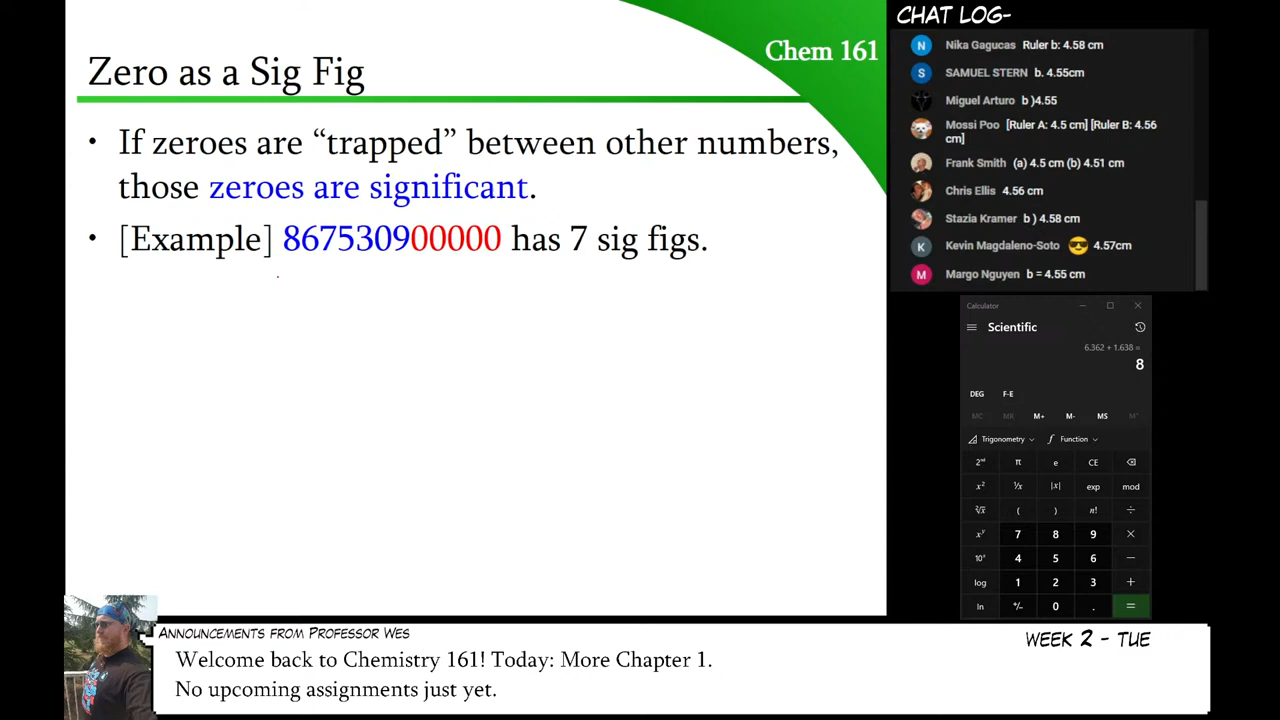 Chem 161
Zero as a Sig Fig
• If zeroes are “trapped” between other numbers,
those zeroes are significant.
• [Example] 867530900000 has 7 sig figs.
CHAT LOG-
N Nika Gagucas Ruler b: 4.58 cm
S SAMUEL STERN b. 4.55cm
Miguel Arturo b )4.55
Mossi Poo [Ruler A: 4.5 cm] [Ruler B: 4.56
cm]
Frank Smith (a) 4.5 cm (b) 4.51 cm
Chris Ellis 4.56 cm
Stazia Kramer b ) 4.58 cm
K Kevin Magdaleno-Soto 😎 4.57cm
M Margo Nguyen b = 4.55 cm
Calculator
Scientific
6.362 + 1.638 =
8
DEG F-E
MC MR M+ M- MS M˅
Trigonometry Function
2ⁿᵈ π e CE
x² ¹/x |x| exp mod
²√x ( ) n! ÷
xʸ 7 8 9 ×
10ˣ 4 5 6 −
log 1 2 3 +
ln +/- 0 . =
ANNOUNCEMENTS FROM PROFESSOR WES
WEEK 2 - TUE
Welcome back to Chemistry 161! Today: More Chapter 1.
No upcoming assignments just yet.